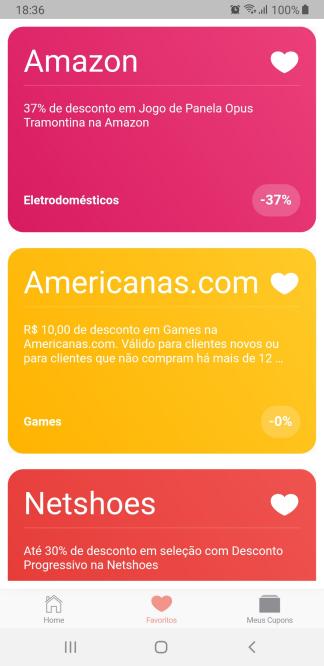 18:36
100%
Amazon
37% de desconto em Jogo de Panela Opus
Tramontina na Amazon
Eletrodomésticos
-37%
Americanas.com
R$ 10,00 de desconto em Games na
Americanas.com. Válido para clientes novos ou
para clientes que não compram há mais de 12 ...
Games
-0%
Netshoes
Até 30% de desconto em seleção com Desconto
Progressivo na Netshoes
Home
Favoritos
Meus Cupons